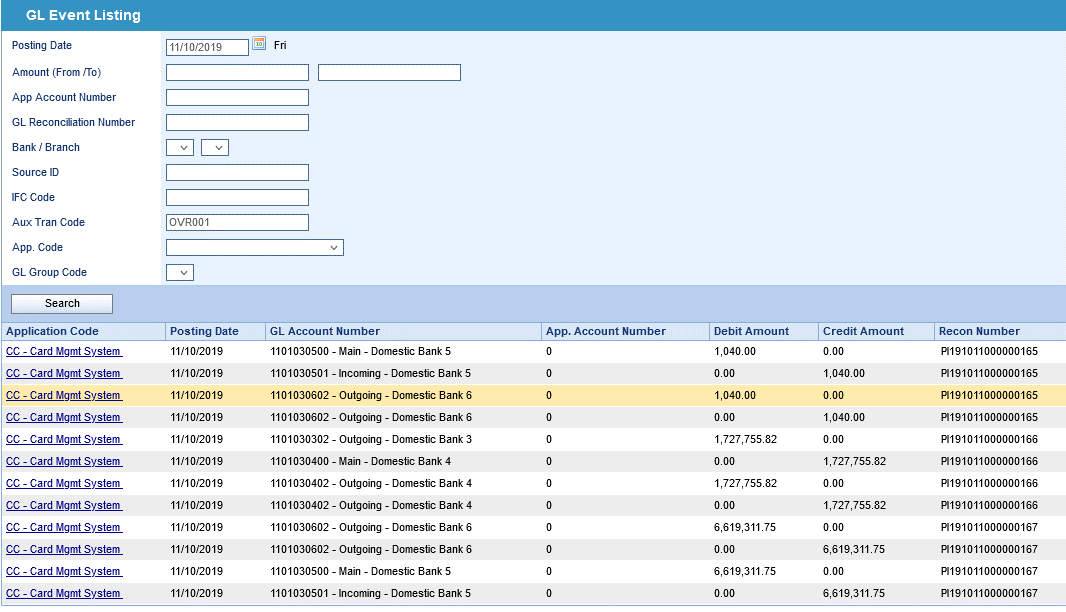 GL Event Listing
Posting Date 11/10/2019 10 Fri
Amount (From /To)
App Account Number
GL Reconciliation Number
Bank / Branch
Source ID
IFC Code
Aux Tran Code OVR001
App. Code
GL Group Code
Search
Application Code Posting Date GL Account Number App. Account Number Debit Amount Credit Amount Recon Number
CC - Card Mgmt System 11/10/2019 1101030500 - Main - Domestic Bank 5 0 1,040.00 0.00 PI191011000000165
CC - Card Mgmt System 11/10/2019 1101030501 - Incoming - Domestic Bank 5 0 0.00 1,040.00 PI191011000000165
CC - Card Mgmt System 11/10/2019 1101030602 - Outgoing - Domestic Bank 6 0 1,040.00 0.00 PI191011000000165
CC - Card Mgmt System 11/10/2019 1101030602 - Outgoing - Domestic Bank 6 0 0.00 1,040.00 PI191011000000165
CC - Card Mgmt System 11/10/2019 1101030302 - Outgoing - Domestic Bank 3 0 1,727,755.82 0.00 PI191011000000166
CC - Card Mgmt System 11/10/2019 1101030400 - Main - Domestic Bank 4 0 0.00 1,727,755.82 PI191011000000166
CC - Card Mgmt System 11/10/2019 1101030402 - Outgoing - Domestic Bank 4 0 1,727,755.82 0.00 PI191011000000166
CC - Card Mgmt System 11/10/2019 1101030402 - Outgoing - Domestic Bank 4 0 0.00 1,727,755.82 PI191011000000166
CC - Card Mgmt System 11/10/2019 1101030602 - Outgoing - Domestic Bank 6 0 6,619,311.75 0.00 PI191011000000167
CC - Card Mgmt System 11/10/2019 1101030602 - Outgoing - Domestic Bank 6 0 0.00 6,619,311.75 PI191011000000167
CC - Card Mgmt System 11/10/2019 1101030500 - Main - Domestic Bank 5 0 6,619,311.75 0.00 PI191011000000167
CC - Card Mgmt System 11/10/2019 1101030501 - Incoming - Domestic Bank 5 0 0.00 6,619,311.75 PI191011000000167